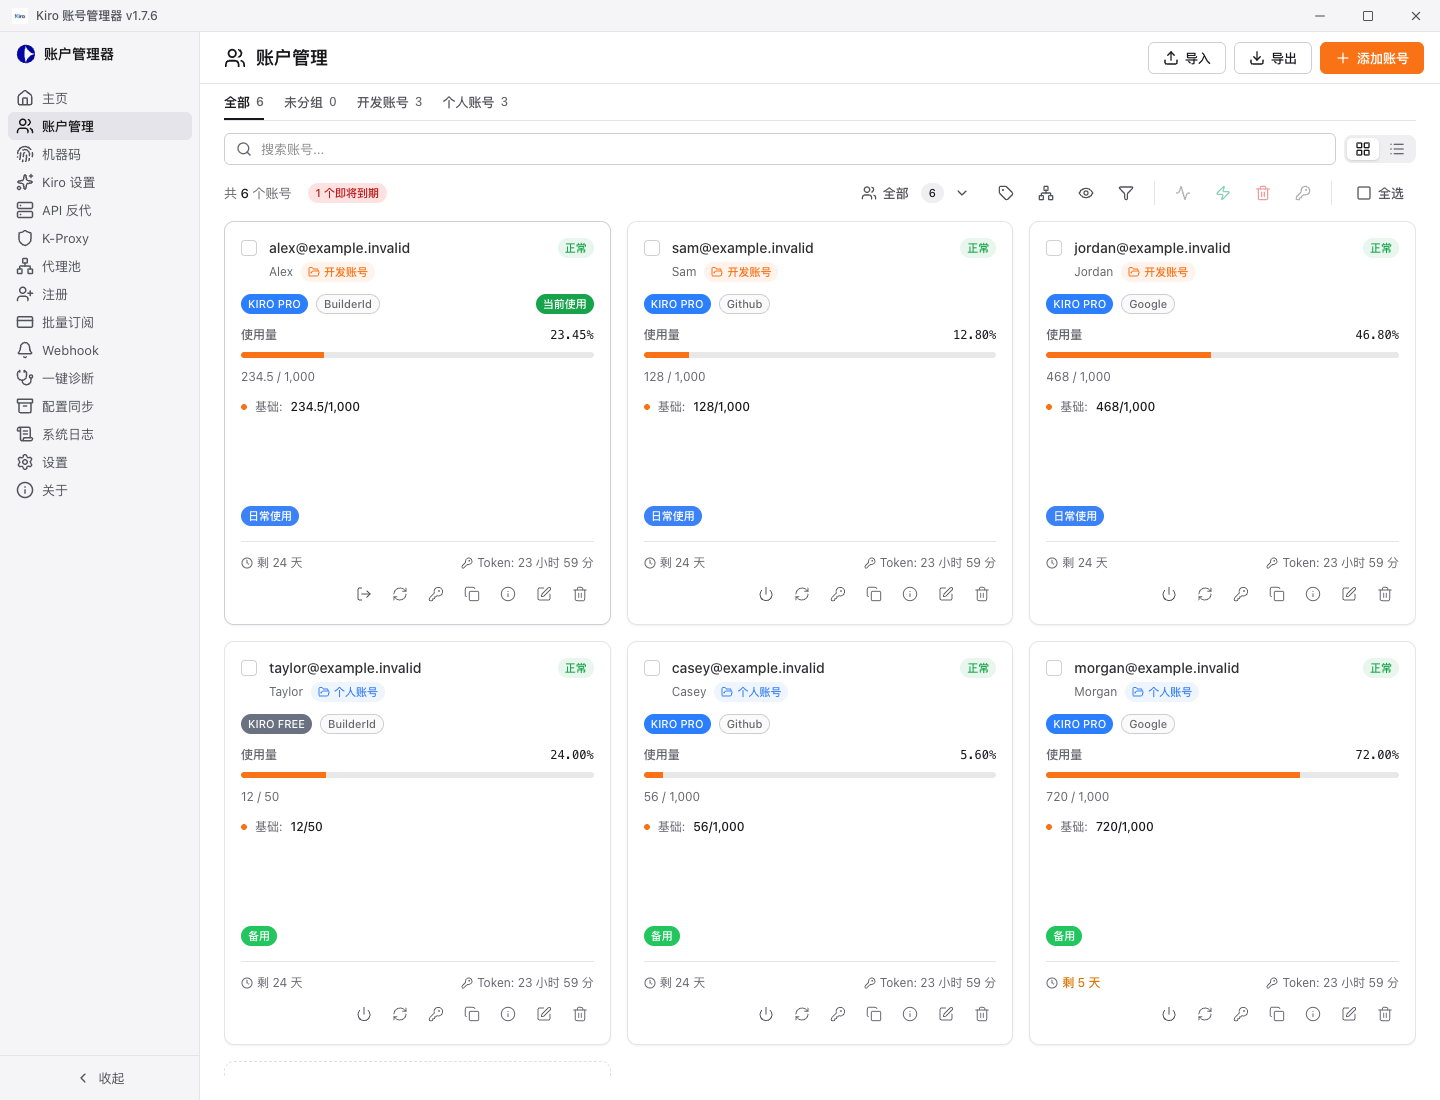 Kiro 账号管理器 v1.7.6
账户管理器
主页
账户管理
机器码
Kiro 设置
API 反代
K-Proxy
代理池
注册
批量订阅
Webhook
一键诊断
配置同步
系统日志
设置
关于
收起
账户管理
导入
导出
添加账号
全部 6 未分组 0 开发账号 3 个人账号 3
搜索账号...
共 6 个账号 1 个即将到期
全部 6
全选
alex@example.invalid 正常
Alex 开发账号
KIRO PRO BuilderId 当前使用
使用量 23.45%
234.5 / 1,000
基础: 234.5/1,000
日常使用
剩 24 天 Token: 23 小时 59 分
sam@example.invalid 正常
Sam 开发账号
KIRO PRO Github
使用量 12.80%
128 / 1,000
基础: 128/1,000
日常使用
剩 24 天 Token: 23 小时 59 分
jordan@example.invalid 正常
Jordan 开发账号
KIRO PRO Google
使用量 46.80%
468 / 1,000
基础: 468/1,000
日常使用
剩 24 天 Token: 23 小时 59 分
taylor@example.invalid 正常
Taylor 个人账号
KIRO FREE BuilderId
使用量 24.00%
12 / 50
基础: 12/50
备用
剩 24 天 Token: 23 小时 59 分
casey@example.invalid 正常
Casey 个人账号
KIRO PRO Github
使用量 5.60%
56 / 1,000
基础: 56/1,000
备用
剩 24 天 Token: 23 小时 59 分
morgan@example.invalid 正常
Morgan 个人账号
KIRO PRO Google
使用量 72.00%
720 / 1,000
基础: 720/1,000
备用
剩 5 天 Token: 23 小时 59 分